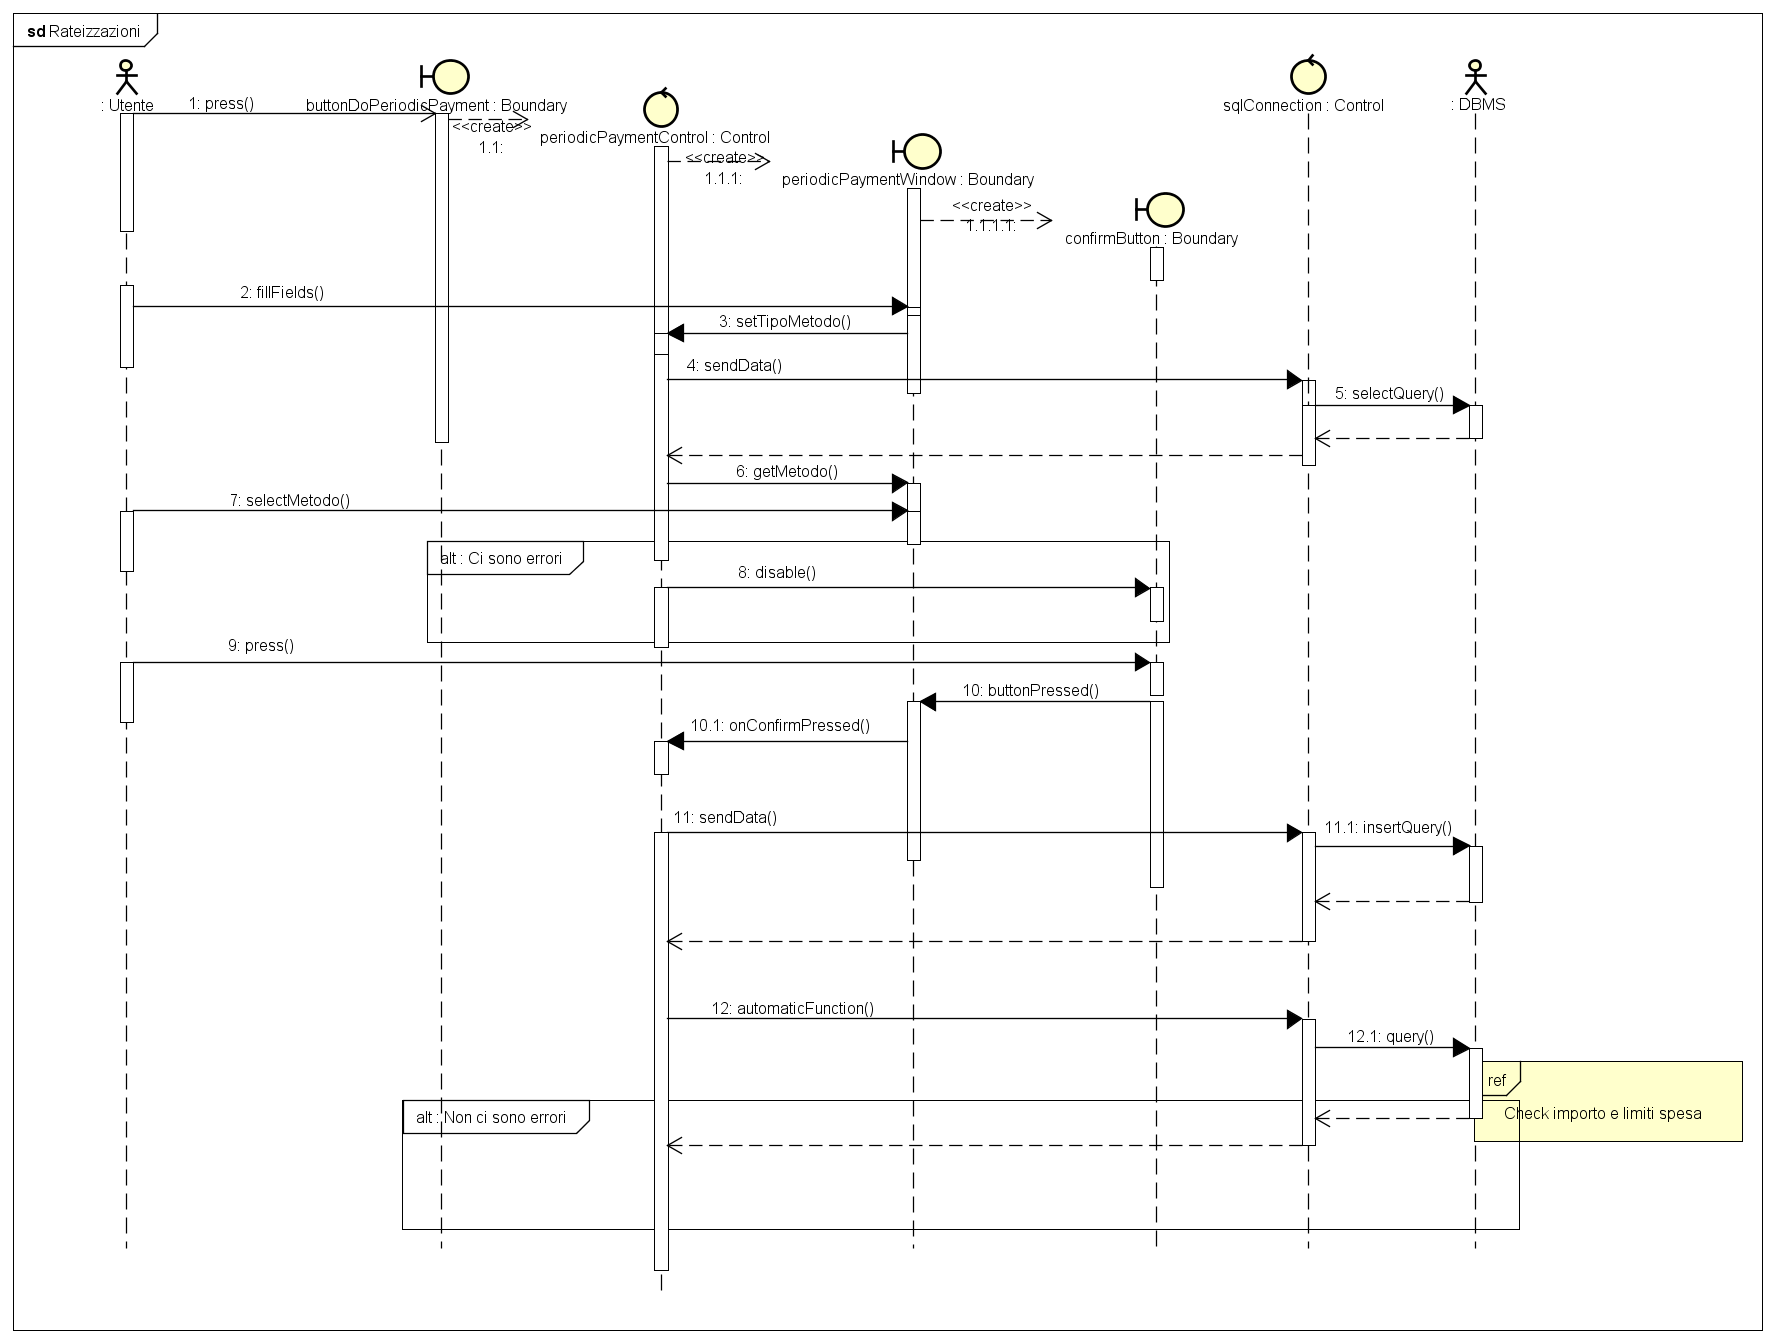 sd Rateizzazioni
: Utente
1: press()
buttonDoPeriodicPayment : Boundary
<<create>>
1.1:
periodicPaymentControl : Control
<<create>>
1.1.1:
periodicPaymentWindow : Boundary
<<create>>
1.1.1.1:
confirmButton : Boundary
sqlConnection : Control
: DBMS
2: fillFields()
3: setTipoMetodo()
4: sendData()
5: selectQuery()
6: getMetodo()
7: selectMetodo()
alt : Ci sono errori
8: disable()
9: press()
10: buttonPressed()
10.1: onConfirmPressed()
11: sendData()
11.1: insertQuery()
12: automaticFunction()
12.1: query()
ref
Check importo e limiti spesa
alt : Non ci sono errori